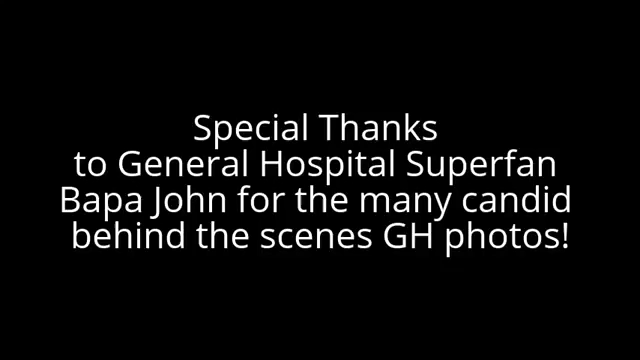 Special Thanks
to General Hospital Superfan
Bapa John for the many candid
behind the scenes GH photos!